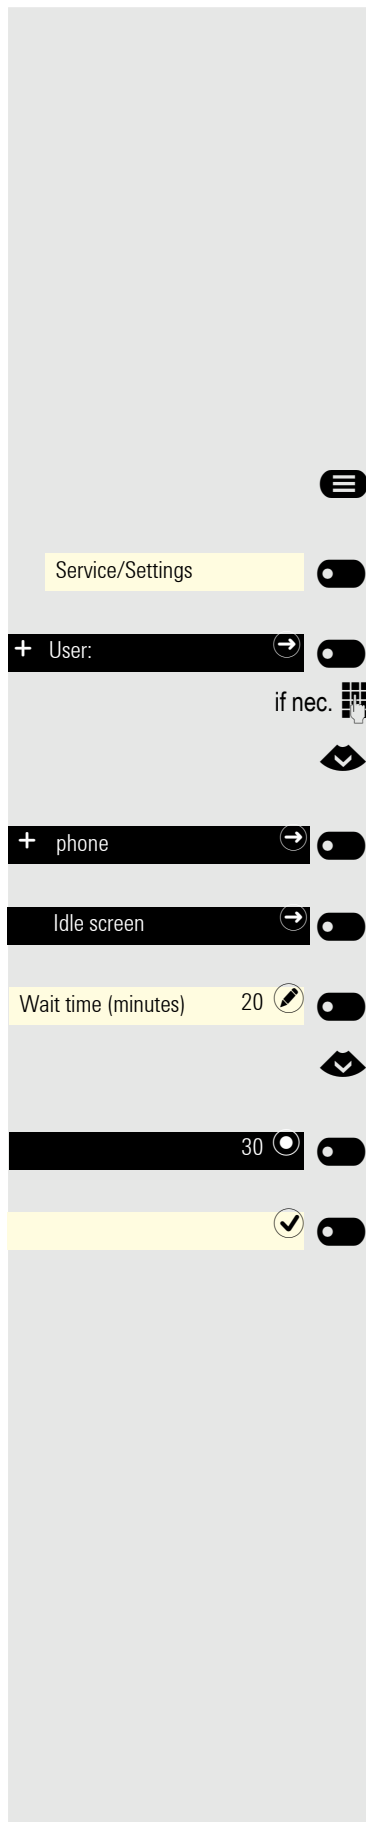 Service/Settings
+ User:
if nec.
+ phone
Idle screen
Wait time (minutes) 20
30